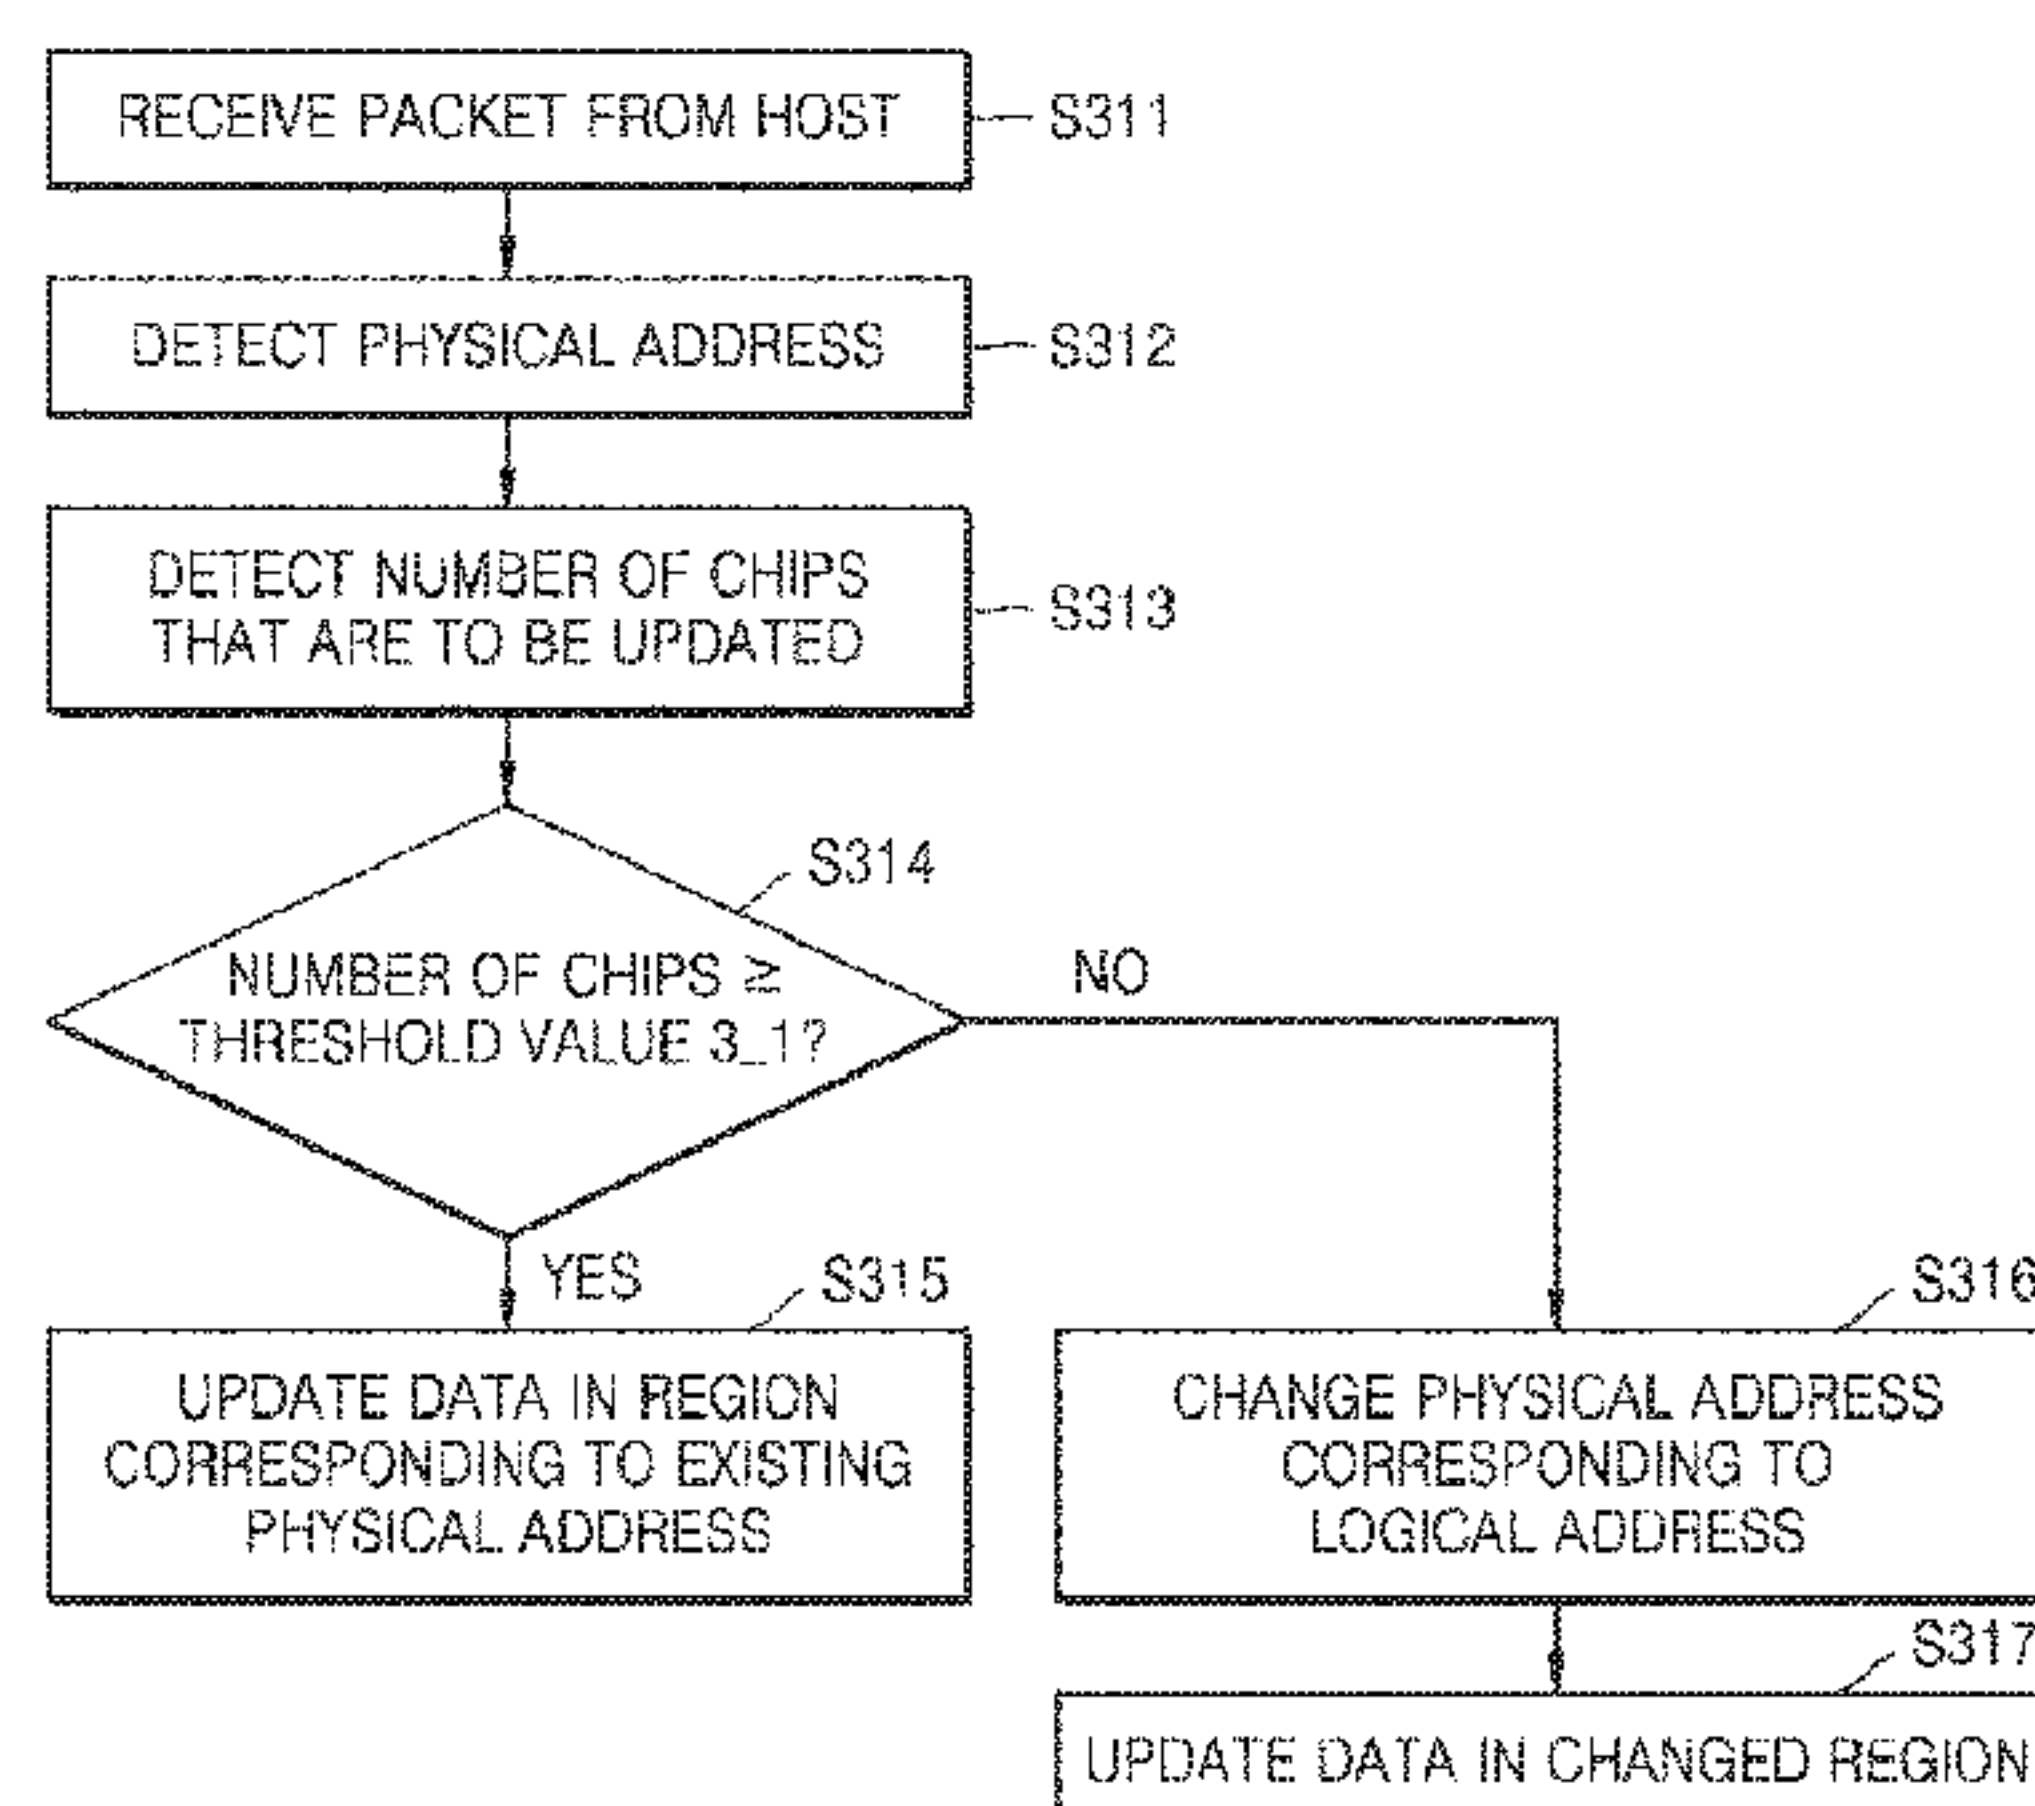 RECEIVE PACKET FROM HOST
S311
DETECT PHYSICAL ADDRESS
S312
DETECT NUMBER OF CHIPS
THAT ARE TO BE UPDATED
S313
S314
NUMBER OF CHIPS ≥
THRESHOLD VALUE 3_1?
NO
YES
S315
UPDATE DATA IN REGION
CORRESPONDING TO EXISTING
PHYSICAL ADDRESS
S316
CHANGE PHYSICAL ADDRESS
CORRESPONDING TO
LOGICAL ADDRESS
S317
UPDATE DATA IN CHANGED REGION